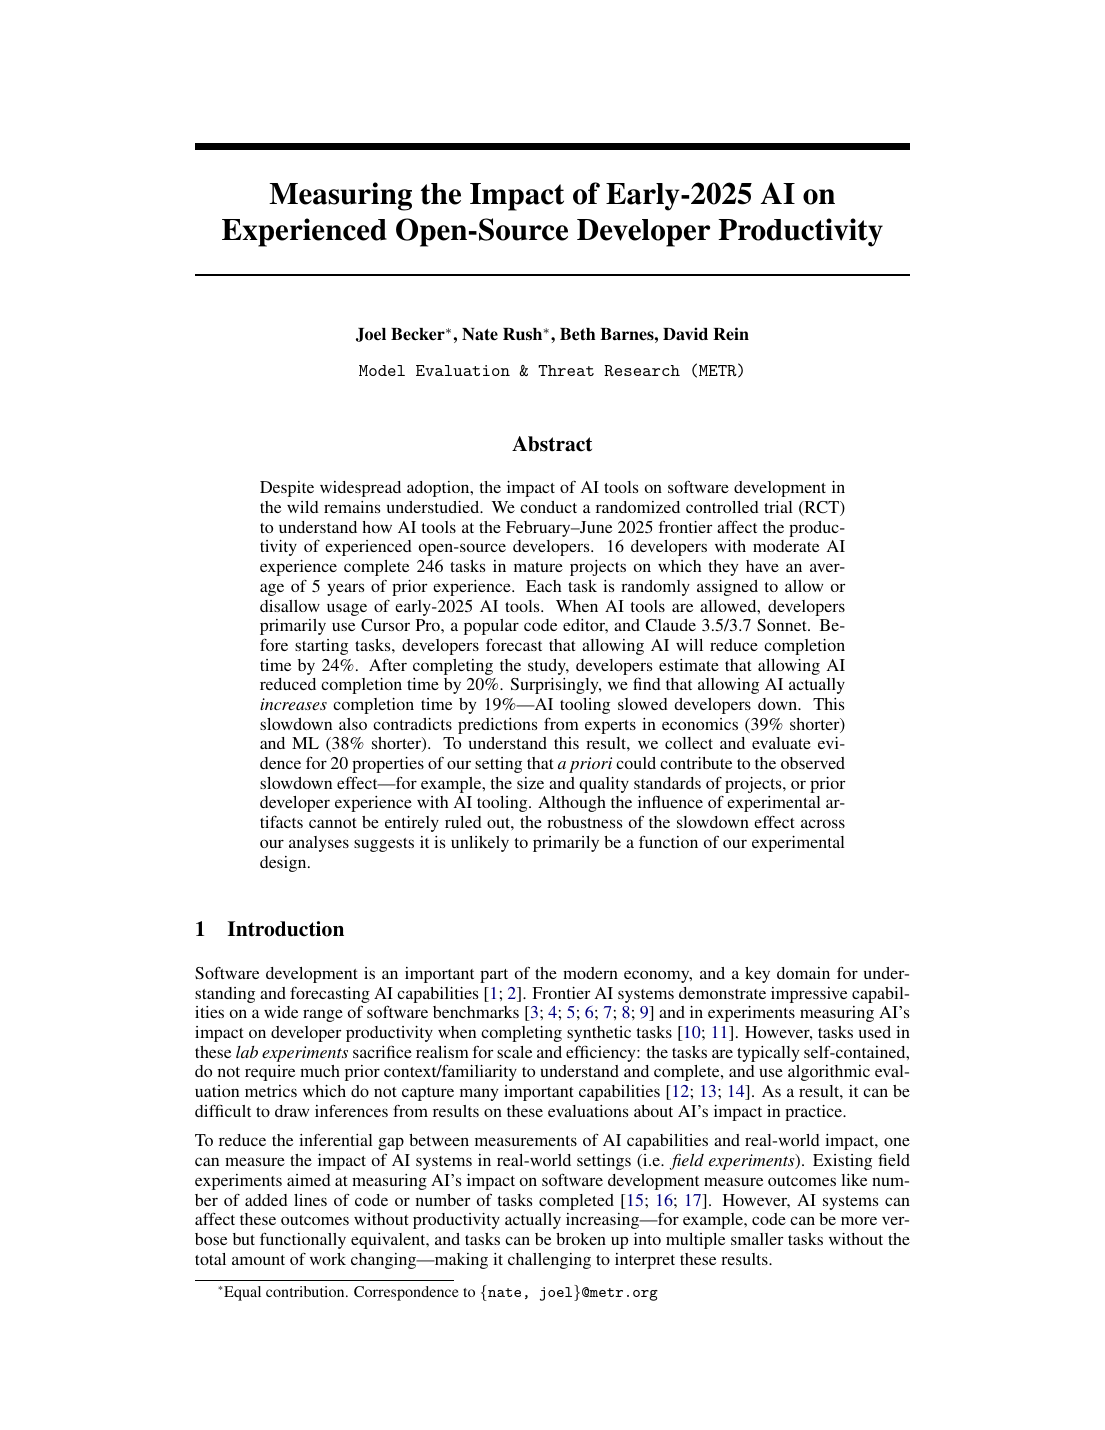 Measuring the Impact of Early-2025 AI on
Experienced Open-Source Developer Productivity
Joel Becker*, Nate Rush*, Beth Barnes, David Rein
Model Evaluation & Threat Research (METR)
Abstract
Despite widespread adoption, the impact of AI tools on software development in
the wild remains understudied. We conduct a randomized controlled trial (RCT)
to understand how AI tools at the February–June 2025 frontier affect the produc-
tivity of experienced open-source developers. 16 developers with moderate AI
experience complete 246 tasks in mature projects on which they have an aver-
age of 5 years of prior experience. Each task is randomly assigned to allow or
disallow usage of early-2025 AI tools. When AI tools are allowed, developers
primarily use Cursor Pro, a popular code editor, and Claude 3.5/3.7 Sonnet. Be-
fore starting tasks, developers forecast that allowing AI will reduce completion
time by 24%. After completing the study, developers estimate that allowing AI
reduced completion time by 20%. Surprisingly, we find that allowing AI actually
increases completion time by 19%—AI tooling slowed developers down. This
slowdown also contradicts predictions from experts in economics (39% shorter)
and ML (38% shorter). To understand this result, we collect and evaluate evi-
dence for 20 properties of our setting that a priori could contribute to the observed
slowdown effect—for example, the size and quality standards of projects, or prior
developer experience with AI tooling. Although the influence of experimental ar-
tifacts cannot be entirely ruled out, the robustness of the slowdown effect across
our analyses suggests it is unlikely to primarily be a function of our experimental
design.
1 Introduction
Software development is an important part of the modern economy, and a key domain for under-
standing and forecasting AI capabilities [1; 2]. Frontier AI systems demonstrate impressive capabil-
ities on a wide range of software benchmarks [3; 4; 5; 6; 7; 8; 9] and in experiments measuring AI's
impact on developer productivity when completing synthetic tasks [10; 11]. However, tasks used in
these lab experiments sacrifice realism for scale and efficiency: the tasks are typically self-contained,
do not require much prior context/familiarity to understand and complete, and use algorithmic eval-
uation metrics which do not capture many important capabilities [12; 13; 14]. As a result, it can be
difficult to draw inferences from results on these evaluations about AI's impact in practice.
To reduce the inferential gap between measurements of AI capabilities and real-world impact, one
can measure the impact of AI systems in real-world settings (i.e. field experiments). Existing field
experiments aimed at measuring AI's impact on software development measure outcomes like num-
ber of added lines of code or number of tasks completed [15; 16; 17]. However, AI systems can
affect these outcomes without productivity actually increasing—for example, code can be more ver-
bose but functionally equivalent, and tasks can be broken up into multiple smaller tasks without the
total amount of work changing—making it challenging to interpret these results.
*Equal contribution. Correspondence to {nate, joel}@metr.org